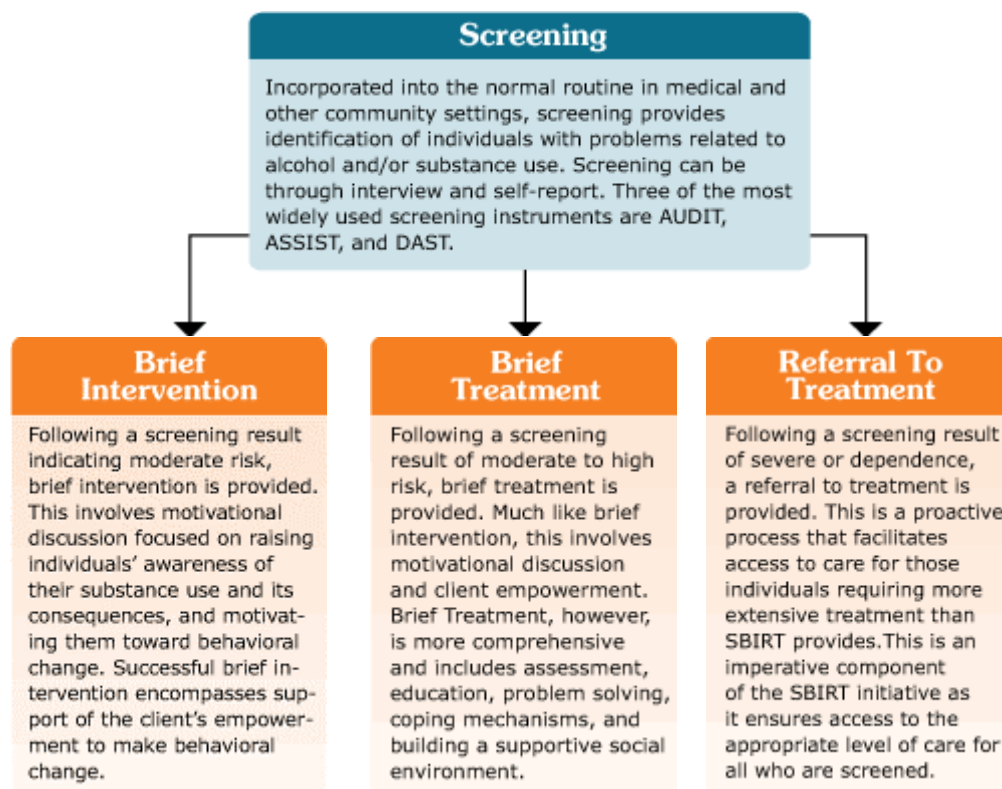 Screening
Incorporated into the normal routine in medical and
other community settings, screening provides
identification of individuals with problems related to
alcohol and/or substance use. Screening can be
through interview and self-report. Three of the most
widely used screening instruments are AUDIT,
ASSIST, and DAST.
Brief
Intervention
Following a screening result
indicating moderate risk,
brief intervention is provided.
This involves motivational
discussion focused on raising
individuals’ awareness of
their substance use and its
consequences, and motivat-
ing them toward behavioral
change. Successful brief in-
tervention encompasses sup-
port of the client’s empower-
ment to make behavioral
change.
Brief
Treatment
Following a screening
result of moderate to high
risk, brief treatment is
provided. Much like brief
intervention, this involves
motivational discussion
and client empowerment.
Brief Treatment, however,
is more comprehensive
and includes assessment,
education, problem solving,
coping mechanisms, and
building a supportive social
environment.
Referral To
Treatment
Following a screening result
of severe or dependence,
a referral to treatment is
provided. This is a proactive
process that facilitates
access to care for those
individuals requiring more
extensive treatment than
SBIRT provides.This is an
imperative component
of the SBIRT initiative as
it ensures access to the
appropriate level of care for
all who are screened.